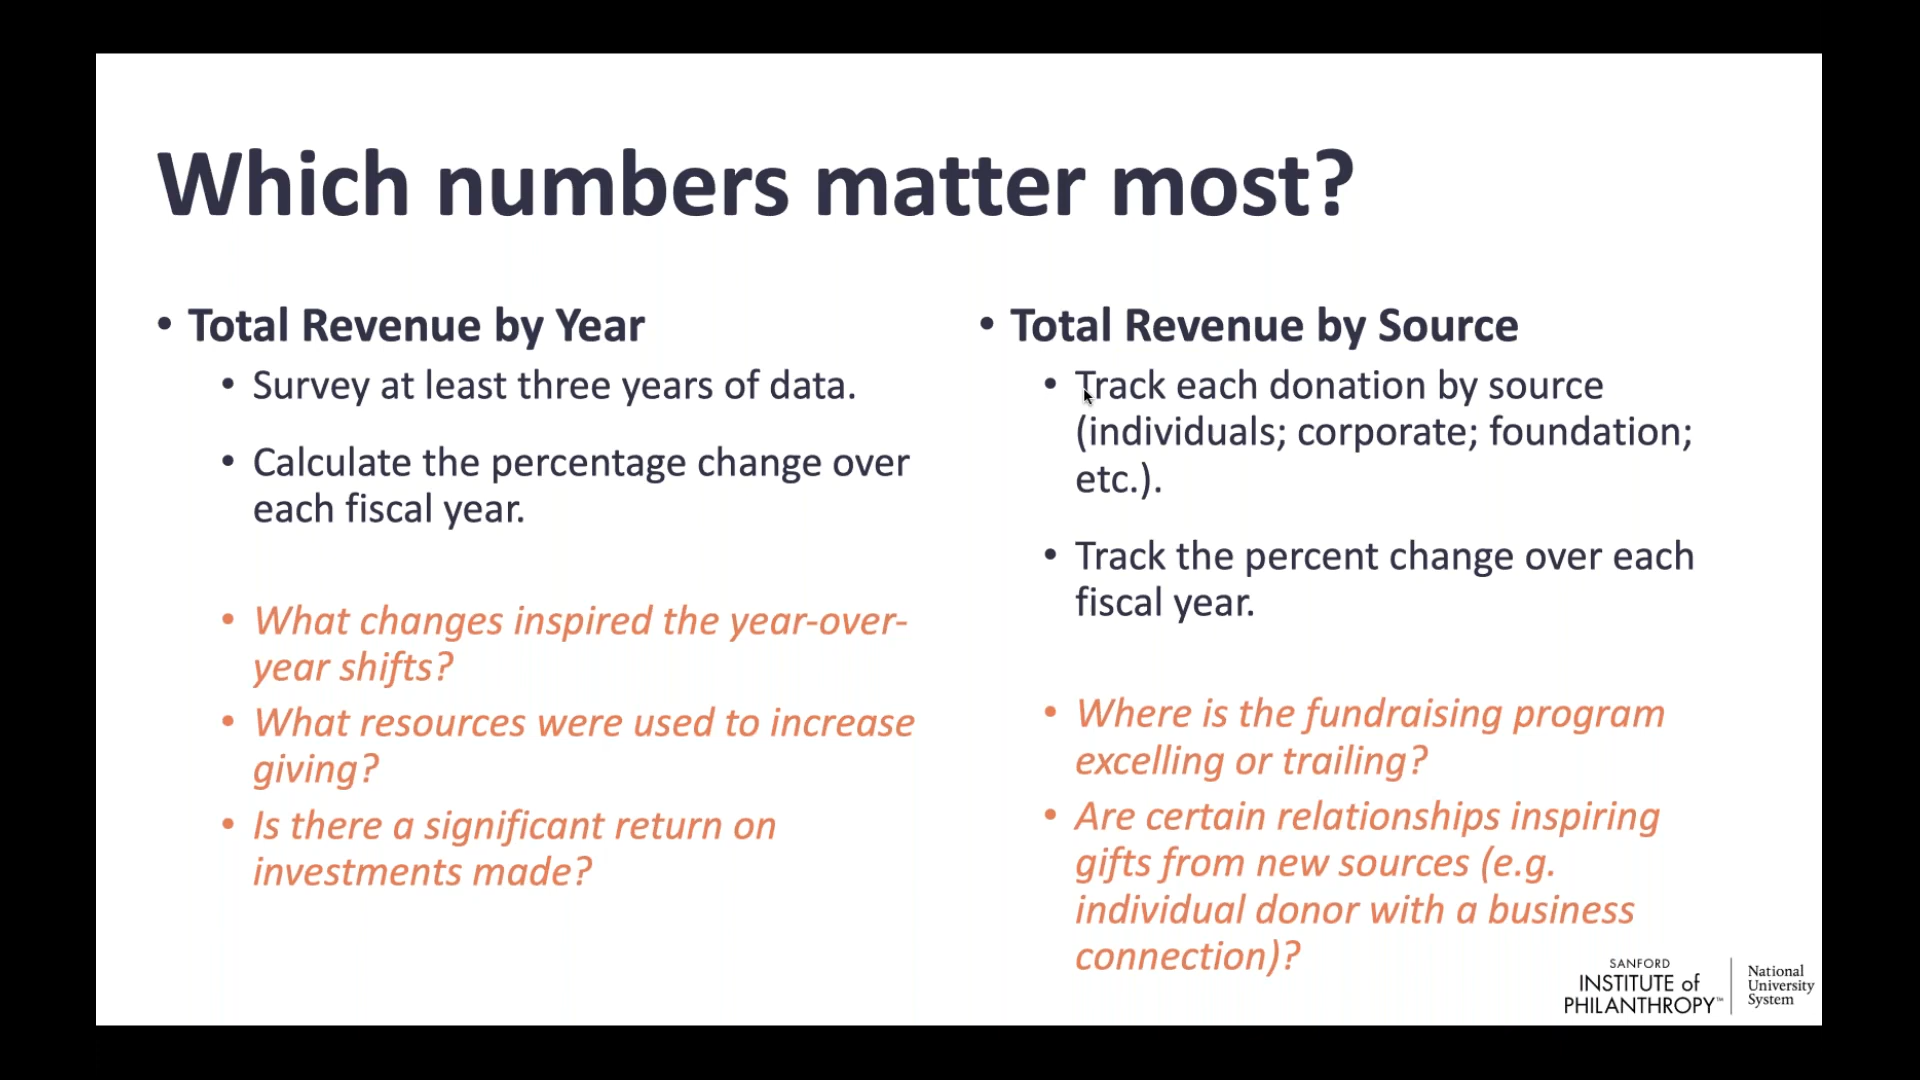 Which numbers matter most?
• Total Revenue by Year
• Survey at least three years of data.
• Calculate the percentage change over
each fiscal year.
• What changes inspired the year-over-
year shifts?
• What resources were used to increase
giving?
• Is there a significant return on
investments made?
• Total Revenue by Source
• Track each donation by source
(individuals; corporate; foundation;
etc.).
• Track the percent change over each
fiscal year.
• Where is the fundraising program
excelling or trailing?
• Are certain relationships inspiring
gifts from new sources (e.g.
individual donor with a business
connection)?
SANFORD
INSTITUTE of
PHILANTHROPY™
National
University
System